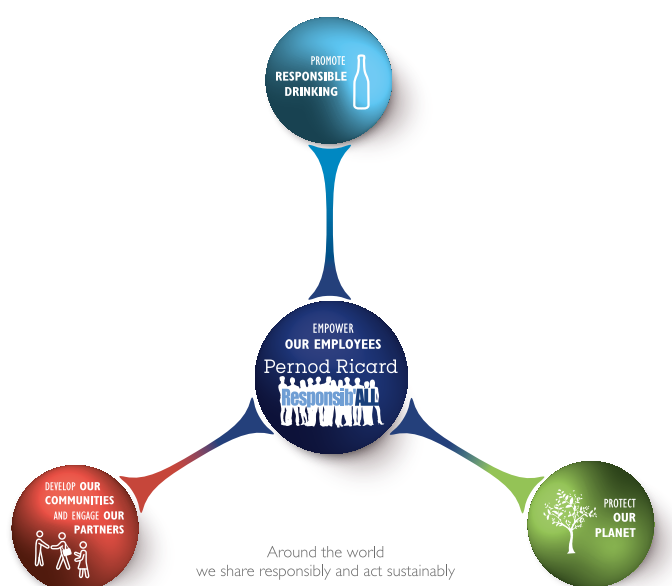 PROMOTE
RESPONSIBLE
DRINKING
EMPOWER
OUR EMPLOYEES
Pernod Ricard
Responsib'ALL
DEVELOP OUR
COMMUNITIES
AND ENGAGE OUR
PARTNERS
PROTECT
OUR
PLANET
Around the world
we share responsibly and act sustainably